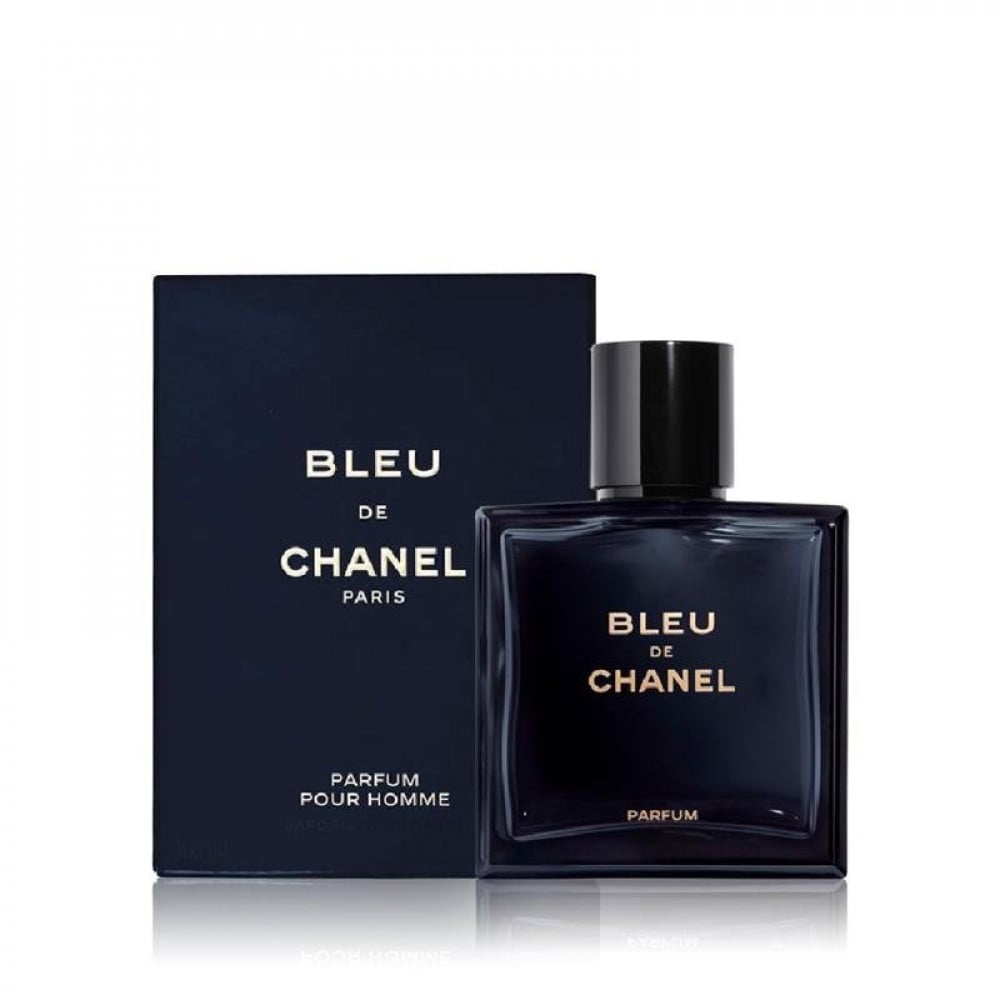 BLEU
DE
CHANEL
PARIS
PARFUM
POUR HOMME
BLEU
DE
CHANEL
PARFUM